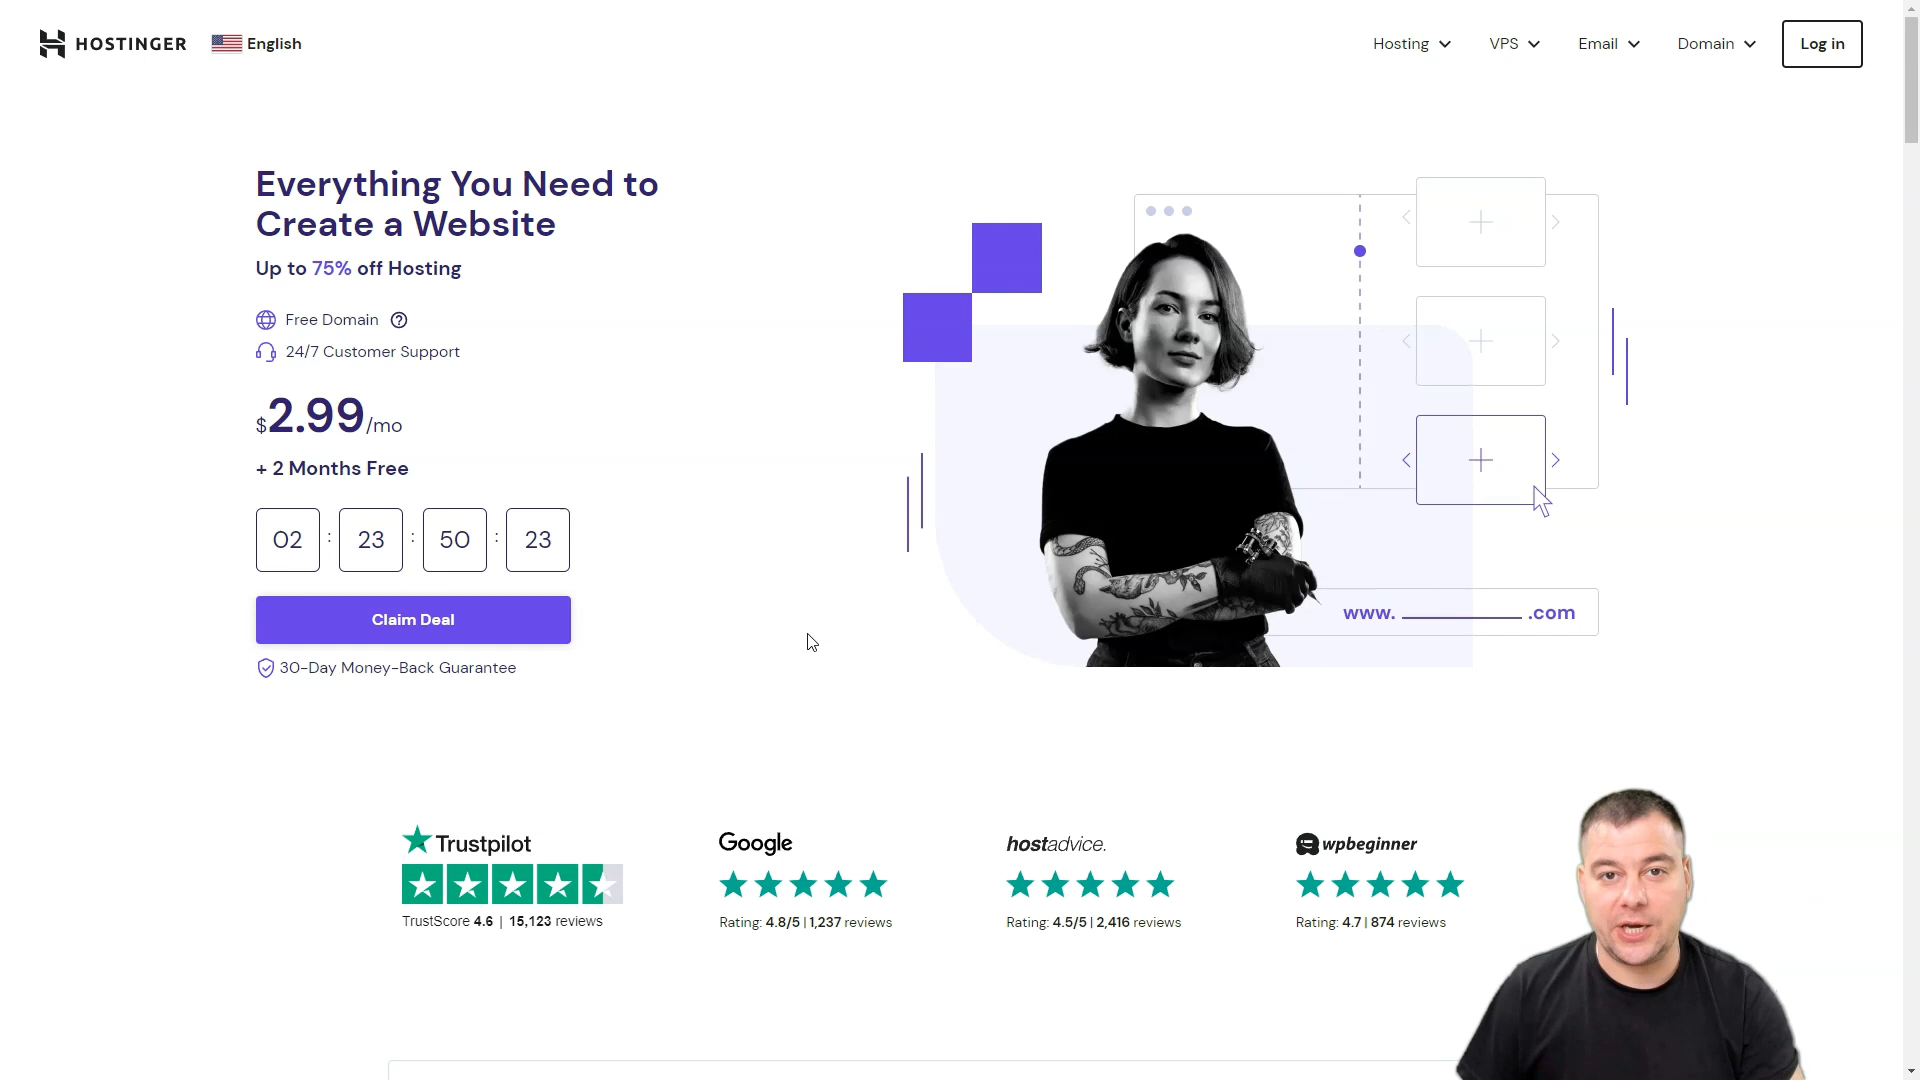 HOSTINGER
English
Hosting
VPS
Email
Domain
Log in
Everything You Need to
Create a Website
Up to 75% off Hosting
Free Domain
24/7 Customer Support
$2.99/mo
+ 2 Months Free
02 : 23 : 50 : 23
Claim Deal
30-Day Money-Back Guarantee
www. ____________ .com
Trustpilot
TrustScore 4.6 | 15,123 reviews
Google
Rating: 4.8/5 | 1,237 reviews
hostadvice.
Rating: 4.5/5 | 2,416 reviews
wpbeginner
Rating: 4.7 | 874 reviews